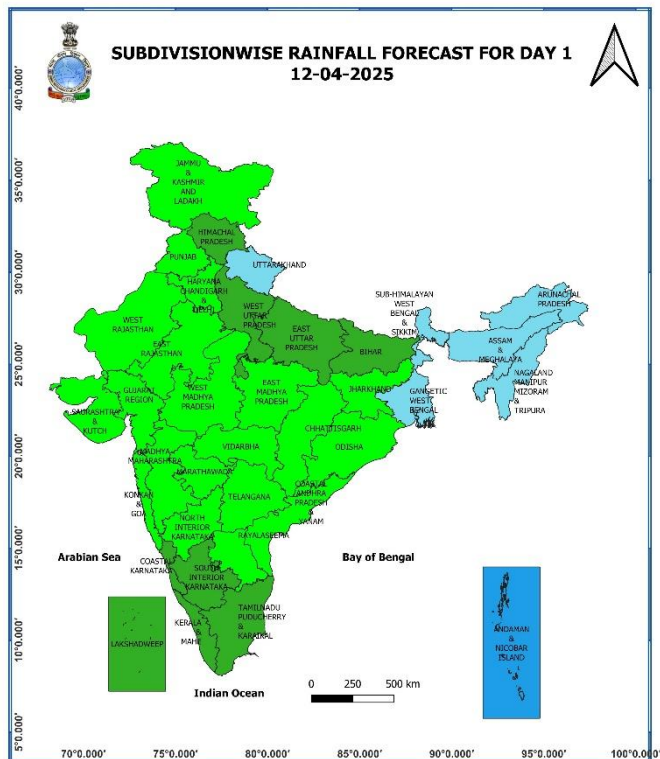 SUBDIVISIONWISE RAINFALL FORECAST FOR DAY 1
12-04-2025
40°0.000'
35°0.000'
30°0.000'
25°0.000'
20°0.000'
15°0.000'
10°0.000'
5°0.000'
JAMMU
&
KASHMIR
AND
LADAKH
HIMACHAL
PRADESH
PUNJAB
UTTARAKHAND
HARYANA
CHANDIGARH
&
DELHI
WEST
UTTAR
PRADESH
EAST
UTTAR
PRADESH
WEST
RAJASTHAN
EAST
RAJASTHAN
BIHAR
SUB-HIMALAYAN
WEST
BENGAL
&
SIKKIM
ARUNACHAL
PRADESH
ASSAM
&
MEGHALAYA
NAGALAND
MANIPUR
MIZORAM
&
TRIPURA
GUJARAT
REGION
SAURASHTRA
&
KUTCH
WEST
MADHYA
PRADESH
EAST
MADHYA
PRADESH
JHARKHAND
GANGETIC
WEST
BENGAL
CHHATTISGARH
ODISHA
MADHYA
MAHARASHTRA
VIDARBHA
MARATHAWADA
KONKAN
&
GOA
TELANGANA
COASTAL
ANDHRA
PRADESH
&
YANAM
NORTH
INTERIOR
KARNATAKA
RAYALASEEMA
COASTAL
KARNATAKA
SOUTH
INTERIOR
KARNATAKA
Arabian Sea
Bay of Bengal
LAKSHADWEEP
KERALA
&
MAHE
TAMILNADU
PUDUCHERRY
&
KARAIKAL
ANDAMAN
&
NICOBAR
ISLAND
Indian Ocean
0 250 500 km
70°0.000' 75°0.000' 80°0.000' 85°0.000' 90°0.000' 95°0.000' 100°0.000'